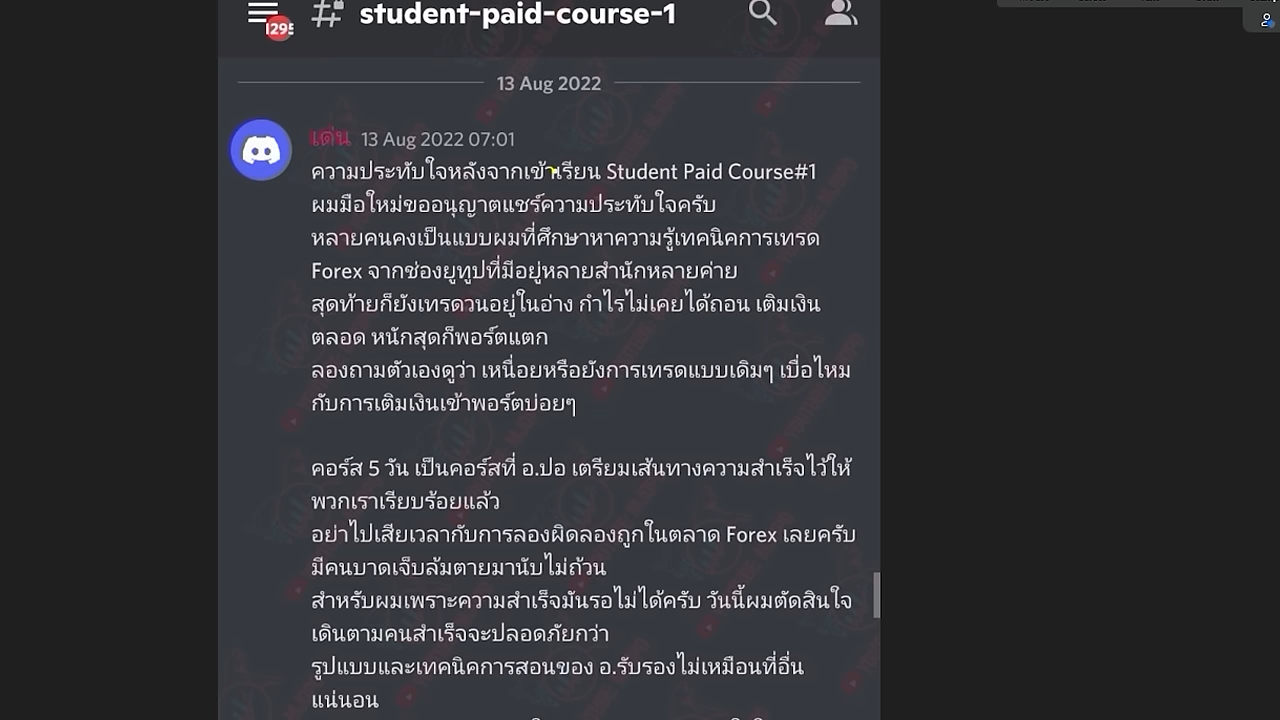 1295
student-paid-course-1
13 Aug 2022
เด่น 13 Aug 2022 07:01
ความประทับใจหลังจากเข้าเรียน Student Paid Course#1
ผมมือใหม่ขออนุญาตแชร์ความประทับใจครับ
หลายคนคงเป็นแบบผมที่ศึกษาหาความรู้เทคนิคการเทรด
Forex จากช่องยูทูปที่มีอยู่หลายสำนักหลายค่าย
สุดท้ายก็ยังเทรดวนอยู่ในอ่าง กำไรไม่เคยได้ถอน เติมเงิน
ตลอด หนักสุดก็พอร์ตแตก
ลองถามตัวเองดูว่า เหนื่อยหรือยังการเทรดแบบเดิมๆ เบื่อไหม
กับการเติมเงินเข้าพอร์ตบ่อยๆ
คอร์ส 5 วัน เป็นคอร์สที่ อ.ปอ เตรียมเส้นทางความสำเร็จไว้ให้
พวกเราเรียบร้อยแล้ว
อย่าไปเสียเวลากับการลองผิดลองถูกในตลาด Forex เลยครับ
มีคนบาดเจ็บล้มตายมานับไม่ถ้วน
สำหรับผมเพราะความสำเร็จมันรอไม่ได้ครับ วันนี้ผมตัดสินใจ
เดินตามคนสำเร็จจะปลอดภัยกว่า
รูปแบบและเทคนิคการสอนของ อ.รับรองไม่เหมือนที่อื่น
แน่นอน